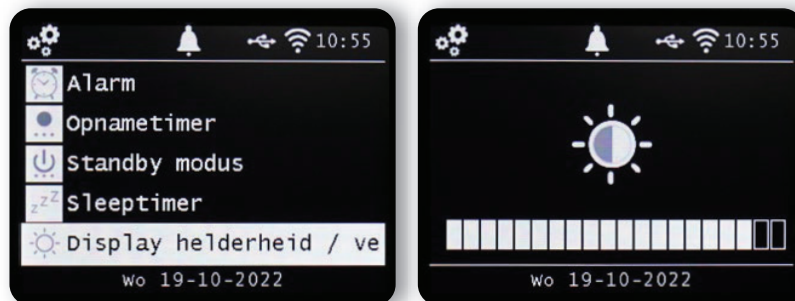 10:55
Alarm
Opnametimer
Standby modus
zzZ Sleeptimer
Display helderheid / ve
Wo 19-10-2022
10:55
Wo 19-10-2022